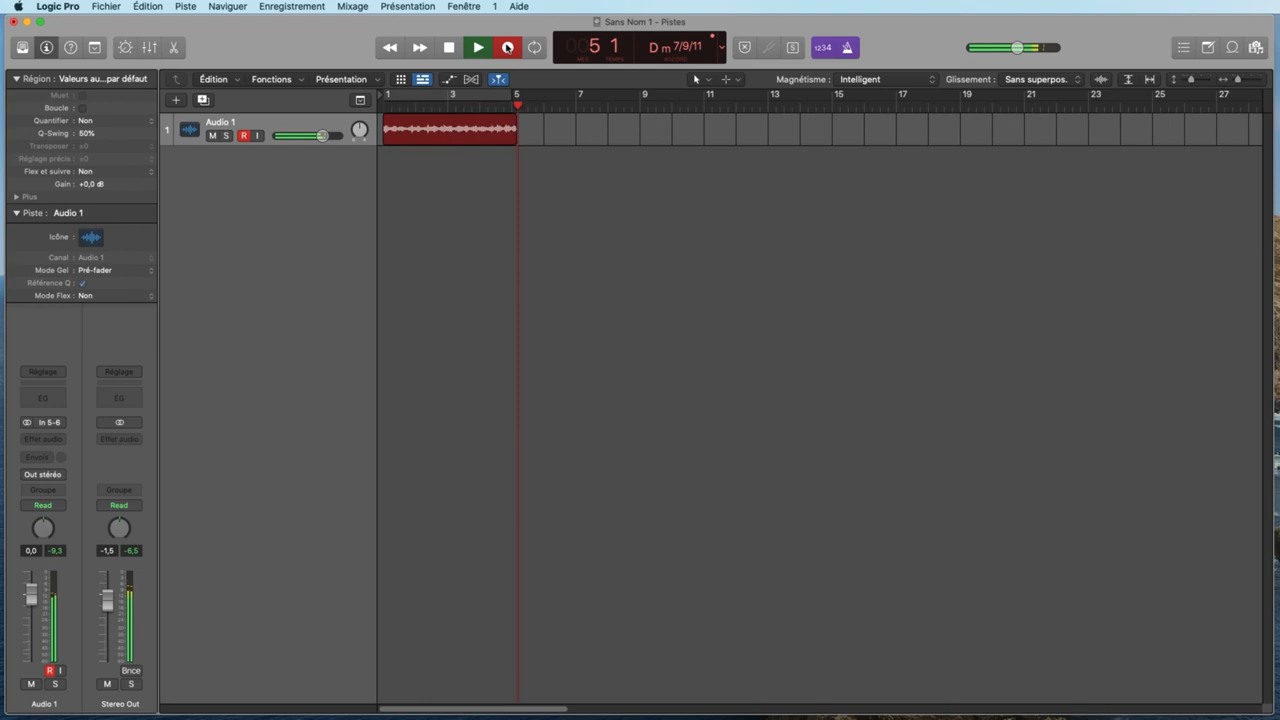 Logic Pro Fichier Édition Piste Naviguer Enregistrement Mixage Présentation Fenêtre 1 Aide
Sans Nom 1 - Pistes
5 1
D m 7/9/11
MES TEMPS
1234
Région : Valeurs au...par défaut
Édition Fonctions Présentation
Magnétisme : Intelligent
Glissement : Sans superpos.
Muet :
Boucle :
Quantifier : Non
Q-Swing : 50%
Transposer : ±0
Réglage précis : ±0
Flex et suivre : Non
Gain : +0,0 dB
Plus
1 3 5 7 9 11 13 15 17 19 21 23 25 27
1 Audio 1
M S R I
Piste : Audio 1
Icône :
Canal : Audio 1
Mode Gel : Pré-fader
Référence Q :
Mode Flex : Non
Réglage Réglage
ÉG ÉG
In 5-6
Effet audio Effet audio
Envoi
Out stéréo
Groupe Groupe
Read Read
0,0 -9,3 -1,5 -6,5
R I Bnce
M S M S
Audio 1 Stereo Out